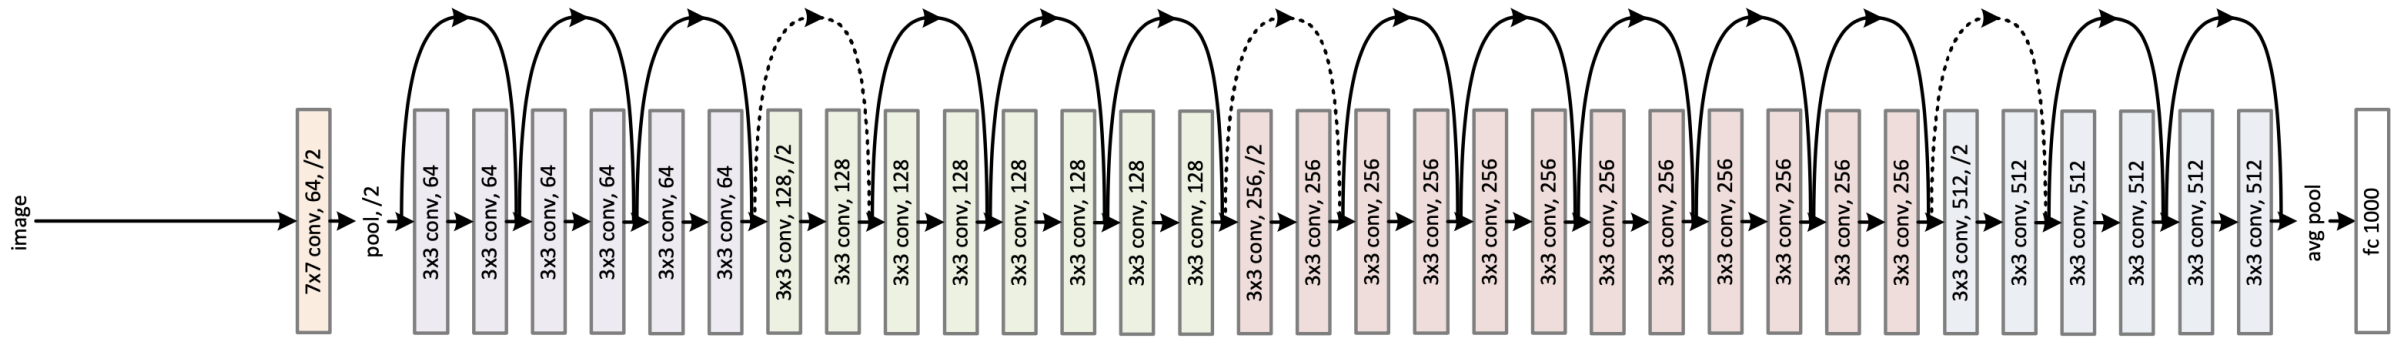 image
7x7 conv, 64, /2
pool, /2
3x3 conv, 64
3x3 conv, 64
3x3 conv, 64
3x3 conv, 64
3x3 conv, 64
3x3 conv, 64
3x3 conv, 128, /2
3x3 conv, 128
3x3 conv, 128
3x3 conv, 128
3x3 conv, 128
3x3 conv, 128
3x3 conv, 128
3x3 conv, 128
3x3 conv, 256, /2
3x3 conv, 256
3x3 conv, 256
3x3 conv, 256
3x3 conv, 256
3x3 conv, 256
3x3 conv, 256
3x3 conv, 256
3x3 conv, 256
3x3 conv, 256
3x3 conv, 256
3x3 conv, 256
3x3 conv, 512, /2
3x3 conv, 512
3x3 conv, 512
3x3 conv, 512
3x3 conv, 512
3x3 conv, 512
avg pool
fc 1000